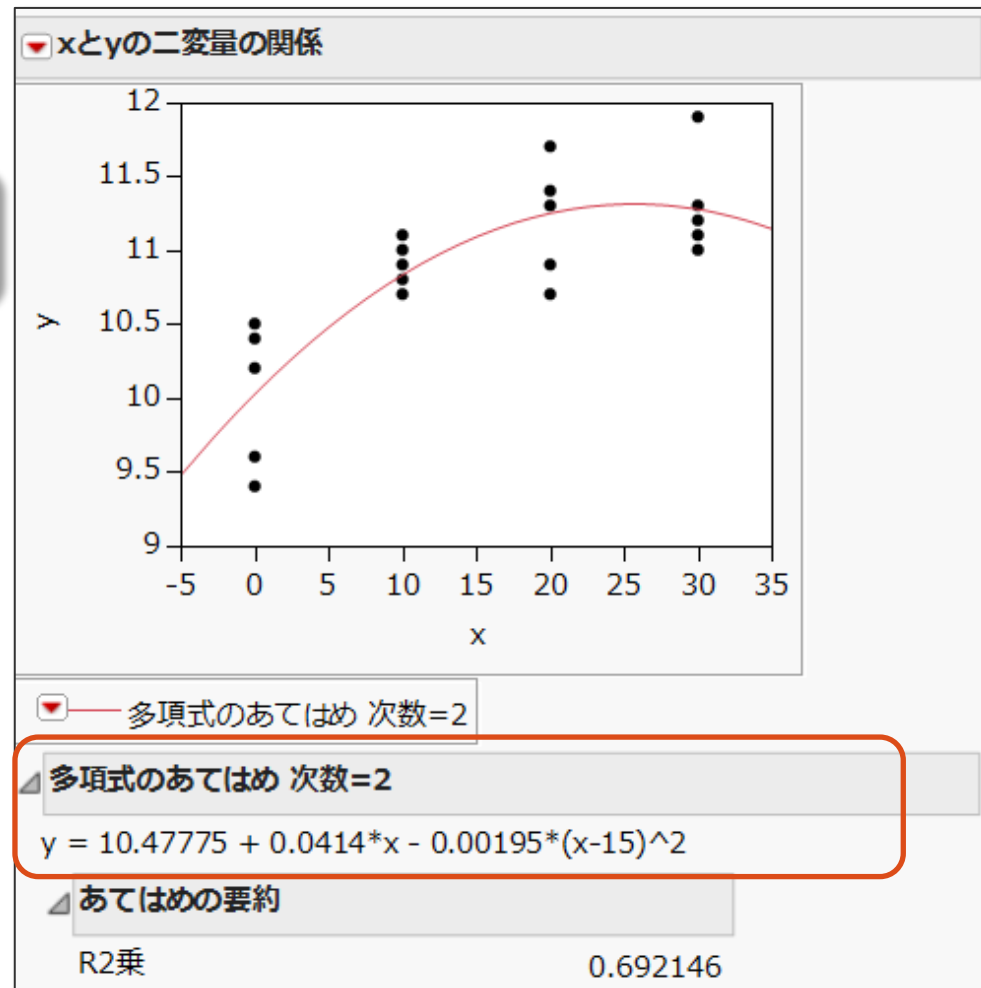 xとyの二変量の関係
12
11.5
11
10.5
10
9.5
9
y
-5 0 5 10 15 20 25 30 35
x
多項式のあてはめ 次数=2
多項式のあてはめ 次数=2
y = 10.47775 + 0.0414*x - 0.00195*(x-15)^2
あてはめの要約
R2乗 0.692146